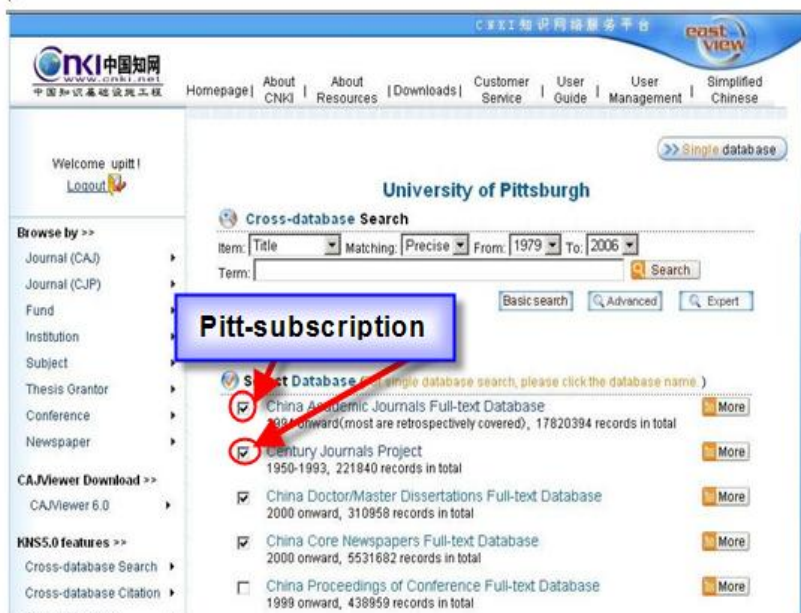 CNKI知识网络服务平台
east
view
cnki中国知网
www.cnki.net
中国知识基础设施工程
Homepage| About CNKI | About Resources |Downloads| Customer Service | User Guide | User Management | Simplified Chinese
Welcome upitt!
Logout
>> Single database
University of Pittsburgh
Cross-database Search
Item: Title Matching: Precise From: 1979 To: 2006
Term: Search
Basic search Advanced Expert
Browse by >>
Journal (CAJ)
Journal (CJP)
Fund
Institution
Subject
Thesis Grantor
Conference
Newspaper
CAJViewer Download >>
CAJViewer 6.0
KNS5.0 features >>
Cross-database Search
Cross-database Citation
Pitt-subscription
Select Database single database search, please click the database name. )
China Academic Journals Full-text Database More
1994 onward(most are retrospectively covered), 17820394 records in total
Century Journals Project More
1950-1993, 221840 records in total
China Doctor/Master Dissertations Full-text Database More
2000 onward, 310958 records in total
China Core Newspapers Full-text Database More
2000 onward, 5531682 records in total
China Proceedings of Conference Full-text Database More
1999 onward, 438959 records in total